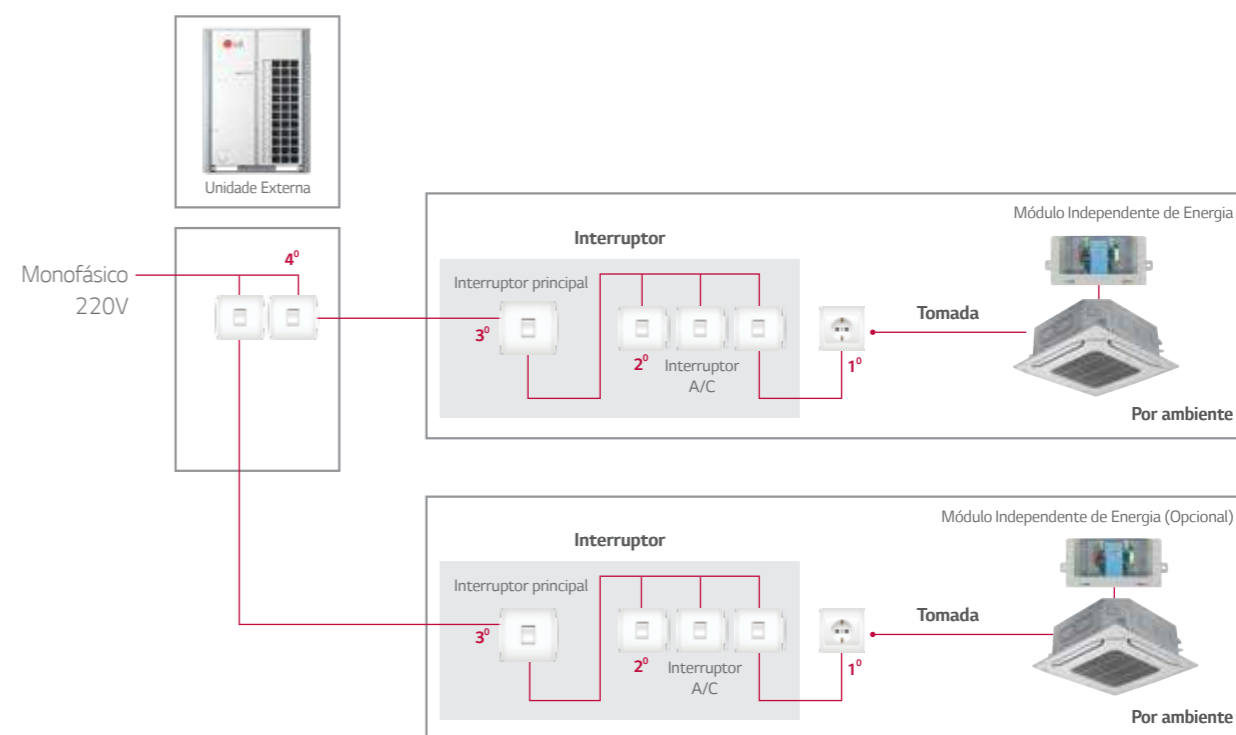 LG
Unidade Externa
Monofásico
220V
4º
Módulo Independente de Energia
Interruptor
Interruptor principal
3º
2º
Interruptor
A/C
1º
Tomada
Por ambiente
Módulo Independente de Energia (Opcional)
Interruptor
Interruptor principal
3º
2º
Interruptor
A/C
1º
Tomada
Por ambiente